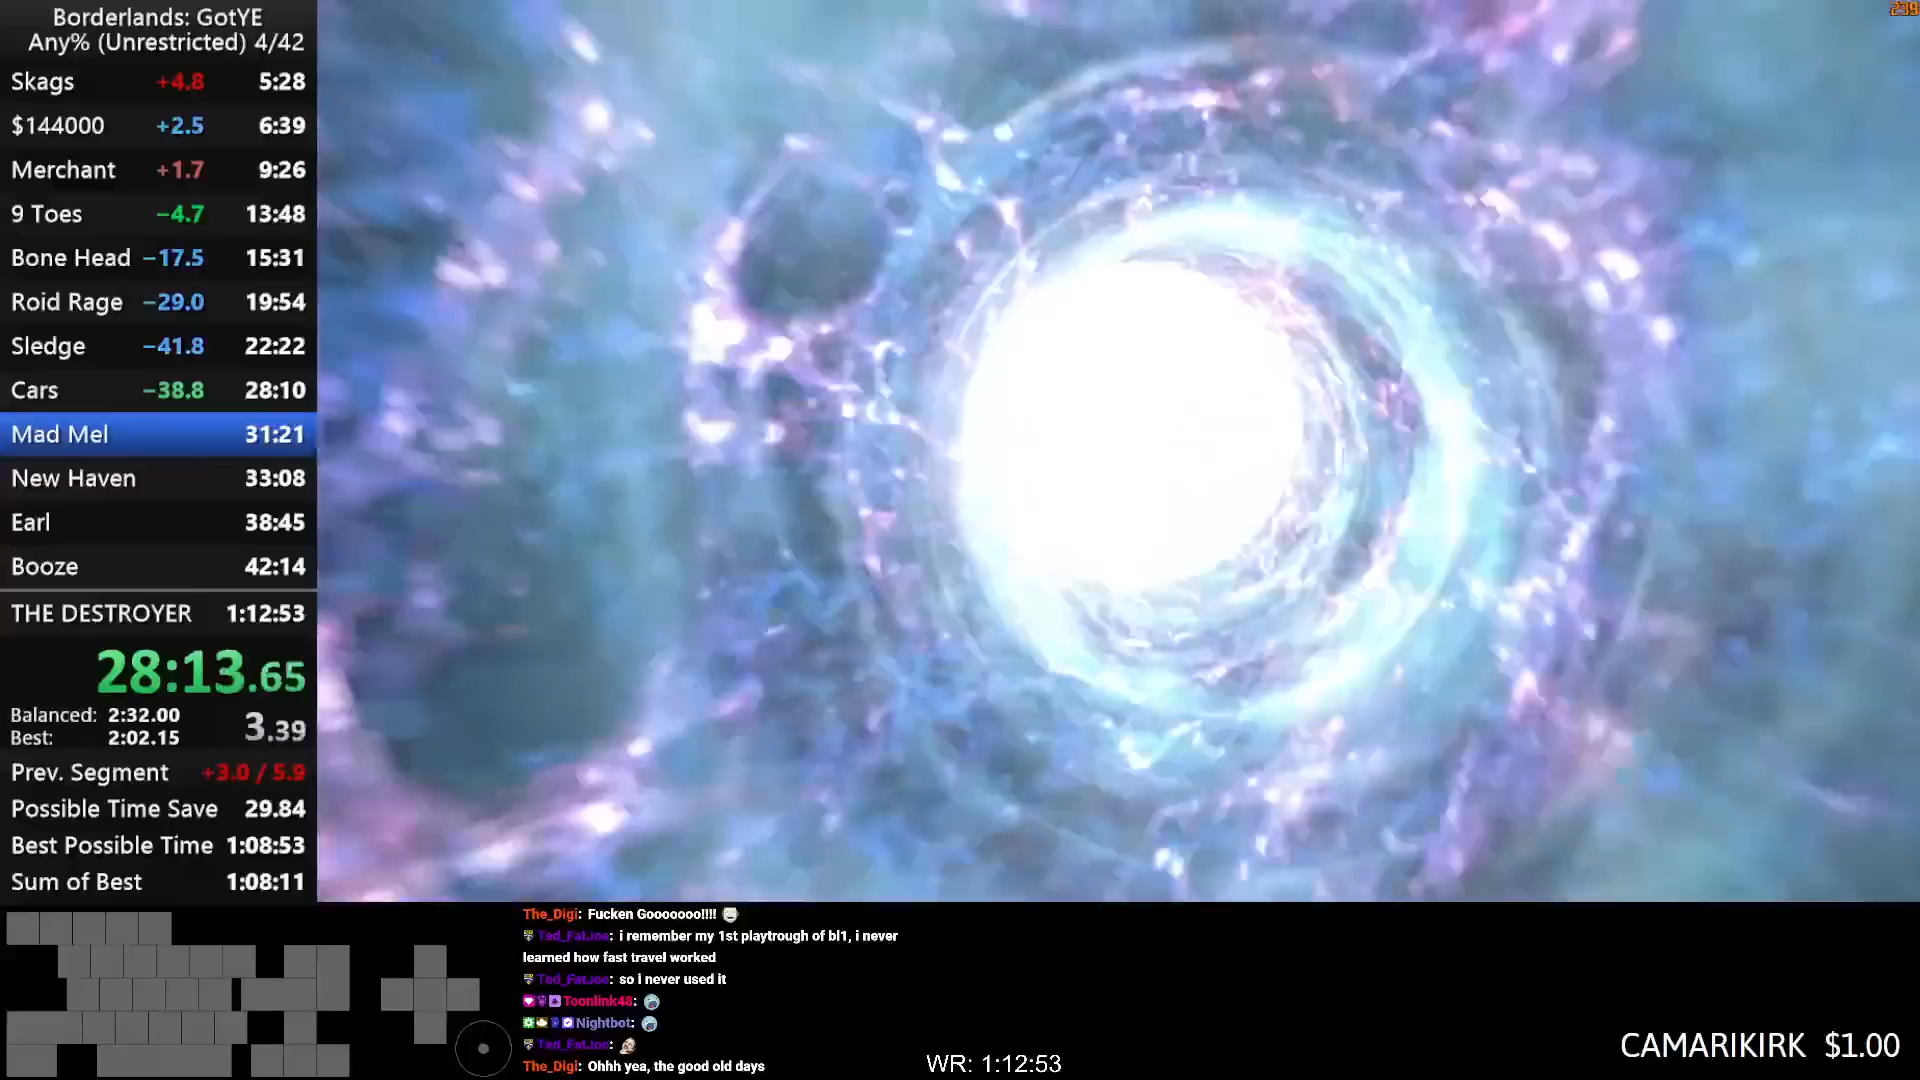 Borderlands: GotYE
Any% (Unrestricted) 4/42
Skags +4.8 5:28
$144000 +2.5 6:39
Merchant +1.7 9:26
9 Toes −4.7 13:48
Bone Head −17.5 15:31
Roid Rage −29.0 19:54
Sledge −41.8 22:22
Cars −38.8 28:10
Mad Mel 31:21
New Haven 33:08
Earl 38:45
Booze 42:14
THE DESTROYER 1:12:53
28:13.65
Balanced: 2:32.00
Best: 2:02.15
3.39
Prev. Segment +3.0 / 5.9
Possible Time Save 29.84
Best Possible Time 1:08:53
Sum of Best 1:08:11
239
The_Digi: Fucken Gooooooo!!!!
Ted_FatJoe: i remember my 1st playtrough of bl1, i never
learned how fast travel worked
Ted_FatJoe: so i never used it
Toonlink48:
Nightbot:
Ted_FatJoe:
The_Digi: Ohhh yea, the good old days
WR: 1:12:53
CAMARIKIRK $1.00